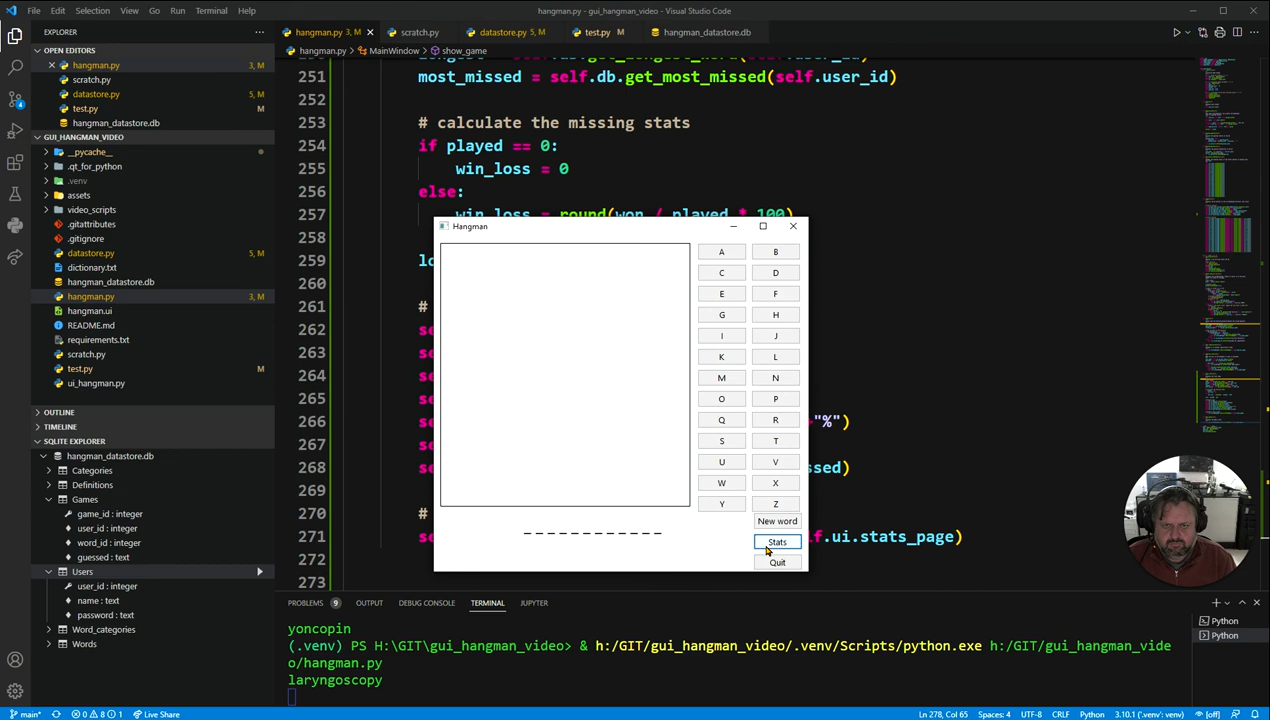 File Edit Selection View Go Run Terminal Help
hangman.py - gui_hangman_video - Visual Studio Code
EXPLORER
hangman.py 3, M
scratch.py
datastore.py 5, M
test.py M
hangman_datastore.db
hangman.py > MainWindow > show_game
OPEN EDITORS
hangman.py 3, M
scratch.py
datastore.py 5, M
test.py M
hangman_datastore.db
GUI_HANGMAN_VIDEO
__pycache__
.qt_for_python
.venv
assets
video_scripts
.gitattributes
.gitignore
datastore.py 5, M
dictionary.txt
hangman_datastore.db
hangman.py 3, M
hangman.ui
README.md
requirements.txt
scratch.py
test.py M
ui_hangman.py
OUTLINE
TIMELINE
SQLITE EXPLORER
hangman_datastore.db
Categories
Definitions
Games
game_id : integer
user_id : integer
word_id : integer
guessed : text
Users
user_id : integer
name : text
password : text
Word_categories
Words
251 most_missed = self.db.get_most_missed(self.user_id)
252
253 # calculate the missing stats
254 if played == 0:
255 win_loss = 0
256 else:
257 win_loss = round(won / played * 100)
258
259 lo
260
261 #
262 se
263 se
264 se
265 se
266 se "%")
267 se
268 se ssed)
269
270 #
271 se lf.ui.stats_page)
272
273
Hangman
A B
C D
E F
G H
I J
K L
M N
O P
Q R
S T
U V
W X
Y Z
New word
_ _ _ _ _ _ _ _ _ _ _ _
Stats
Quit
PROBLEMS 9 OUTPUT DEBUG CONSOLE TERMINAL JUPYTER
yoncopin
(.venv) PS H:\GIT\gui_hangman_video> & h:/GIT/gui_hangman_video/.venv/Scripts/python.exe h:/GIT/gui_hangman_vide
o/hangman.py
laryngoscopy
Python
Python
4
main* 0 8 1 Live Share
Ln 278, Col 65 Spaces: 4 UTF-8 CRLF Python 3.10.1 ('.venv': venv) [off]